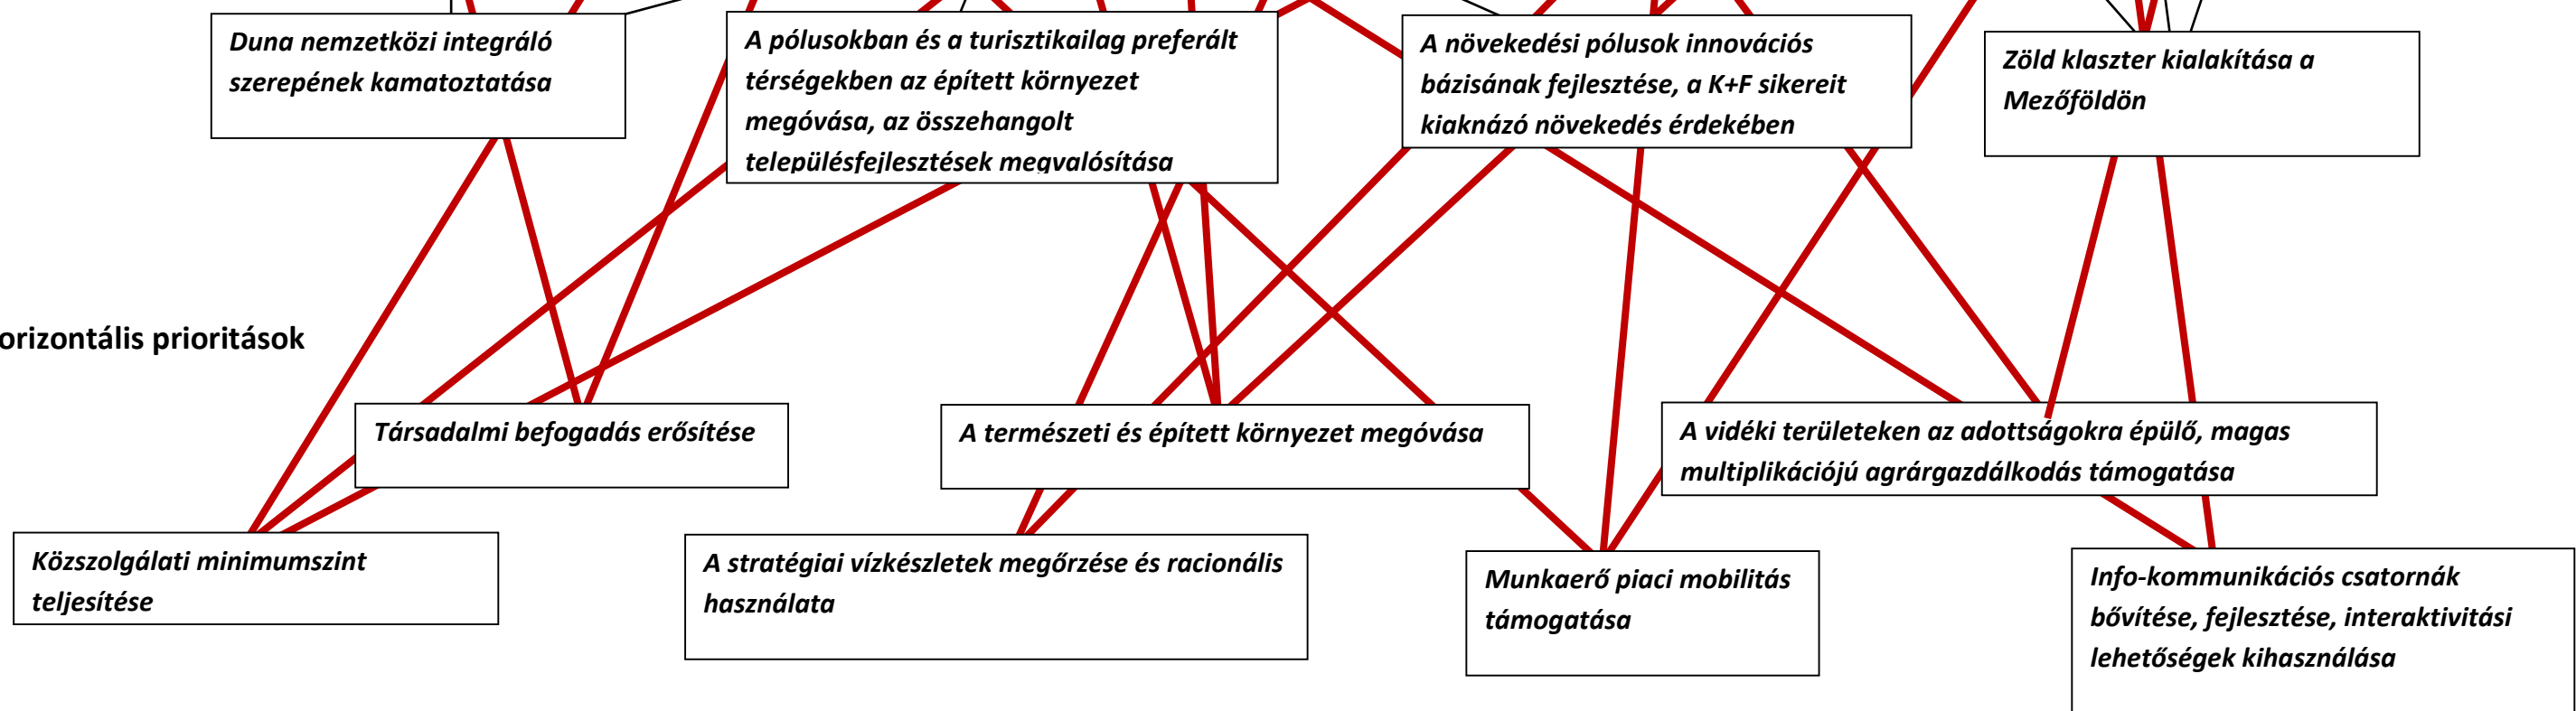 Duna nemzetközi integráló
szerepének kamatoztatása
A pólusokban és a turisztikailag preferált
térségekben az épített környezet
megóvása, az összehangolt
településfejlesztések megvalósítása
A növekedési pólusok innovációs
bázisának fejlesztése, a K+F sikereit
kiaknázó növekedés érdekében
Zöld klaszter kialakítása a
Mezőföldön
orizontális prioritások
Társadalmi befogadás erősítése
A természeti és épített környezet megóvása
A vidéki területeken az adottságokra épülő, magas
multiplikációjú agrárgazdálkodás támogatása
Közszolgálati minimumszint
teljesítése
A stratégiai vízkészletek megőrzése és racionális
használata
Munkaerő piaci mobilitás
támogatása
Info-kommunikációs csatornák
bővítése, fejlesztése, interaktivitási
lehetőségek kihasználása